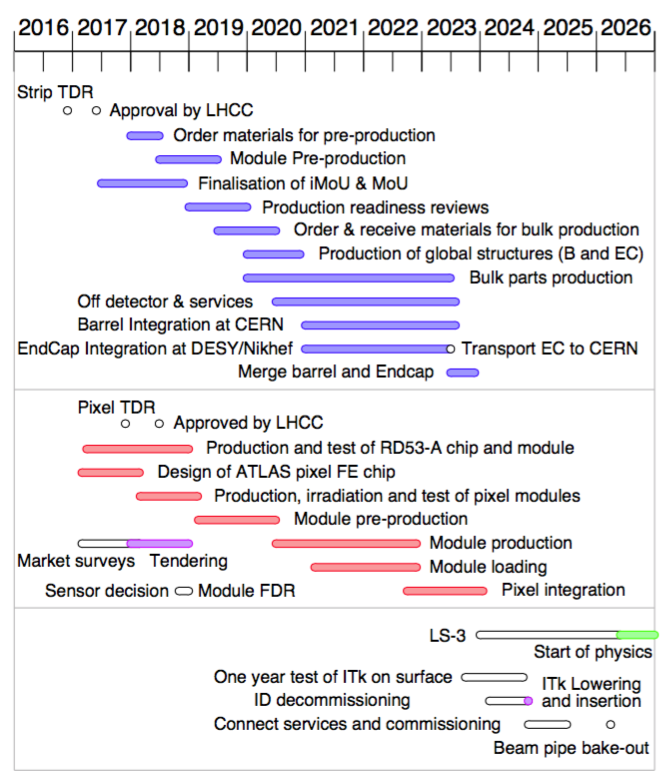 2016 2017 2018 2019 2020 2021 2022 2023 2024 2025 2026
Strip TDR
Approval by LHCC
Order materials for pre-production
Module Pre-production
Finalisation of iMoU & MoU
Production readiness reviews
Order & receive materials for bulk production
Production of global structures (B and EC)
Bulk parts production
Off detector & services
Barrel Integration at CERN
EndCap Integration at DESY/Nikhef Transport EC to CERN
Merge barrel and Endcap
Pixel TDR
Approved by LHCC
Production and test of RD53-A chip and module
Design of ATLAS pixel FE chip
Production, irradiation and test of pixel modules
Module pre-production
Module production
Market surveys Tendering
Module loading
Sensor decision Module FDR
Pixel integration
LS-3
Start of physics
One year test of ITk on surface
ITk Lowering
and insertion
ID decommissioning
Connect services and commissioning
Beam pipe bake-out